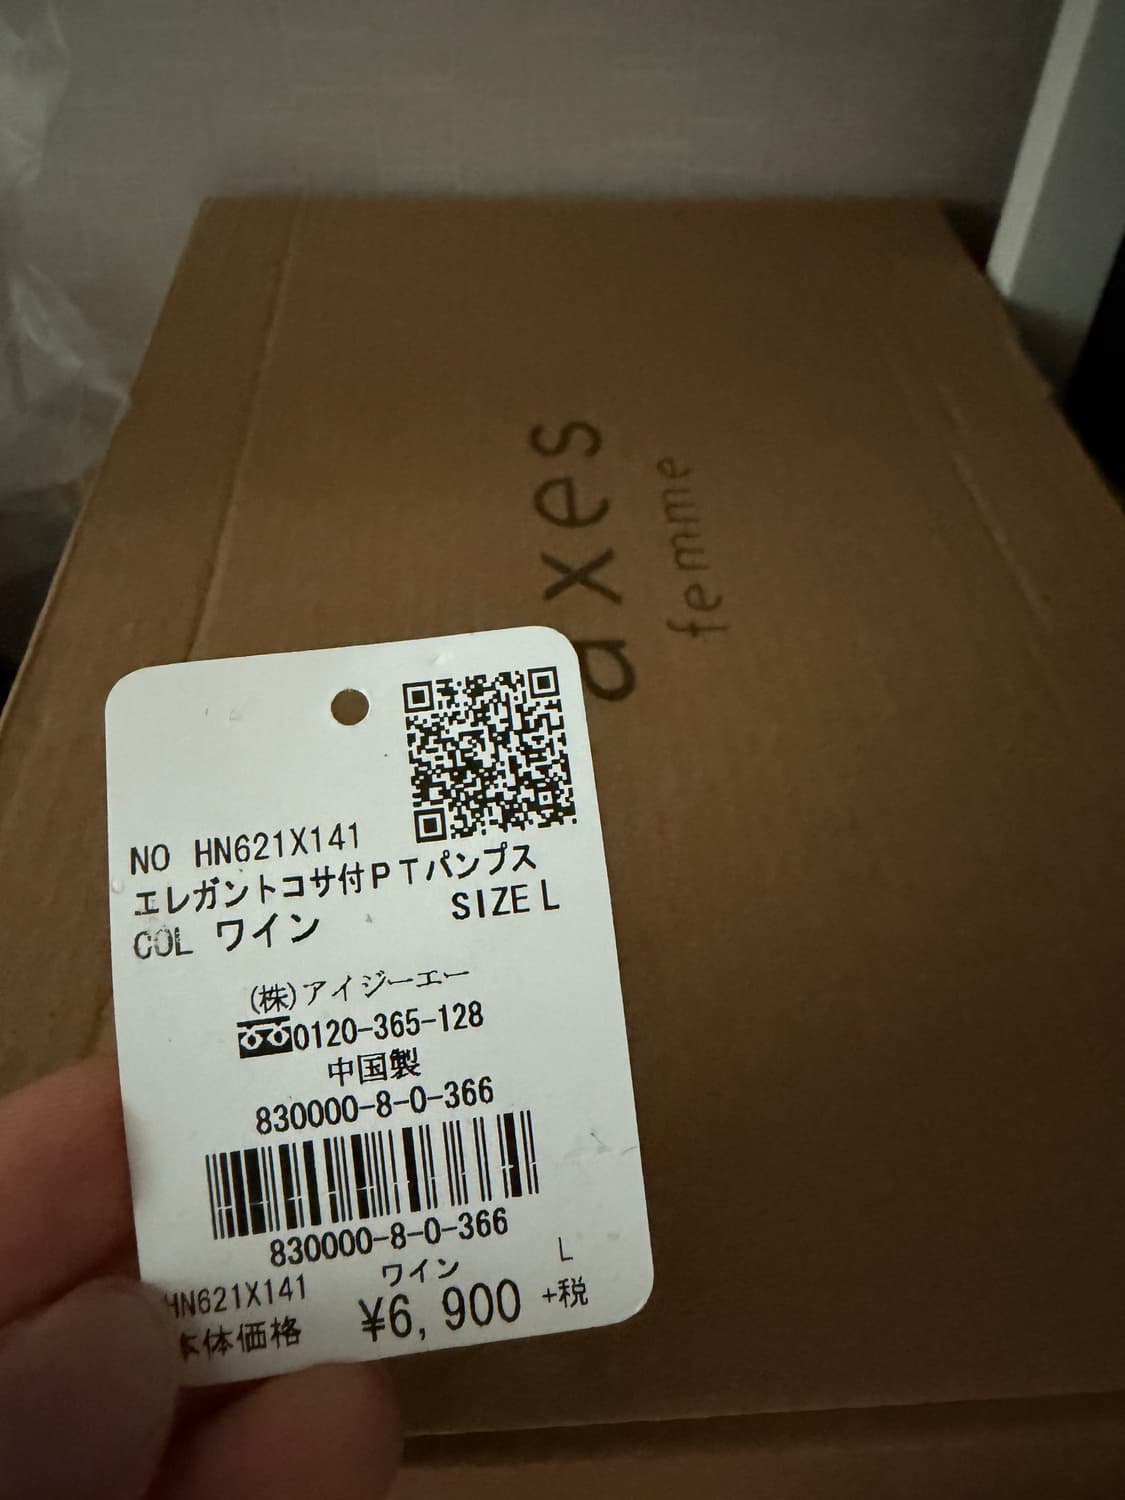 axes
femme
NO HN621X141
エレガントコサ付PTパンプス
COL ワイン SIZE L
(株)アイジーエー
0120-365-128
中国製
830000-8-0-366
830000-8-0-366
HN621X141 ワイン L
本体価格 ¥6,900 +税